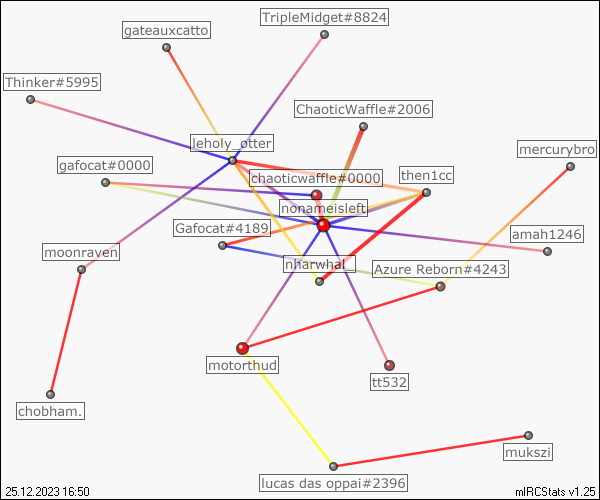 TripleMidget#8824
gateauxcatto
Thinker#5995
ChaoticWaffle#2006
leholy_otter
mercurybro
gafocat#0000
chaoticwaffle#0000
then1cc
nonameisleft
Gafocat#4189
amah1246
moonraven
nharwhal_
Azure Reborn#4243
motorthud
tt532
chobham.
mukszi
lucas das oppai#2396
25.12.2023 16:50
mIRCStats v1.25